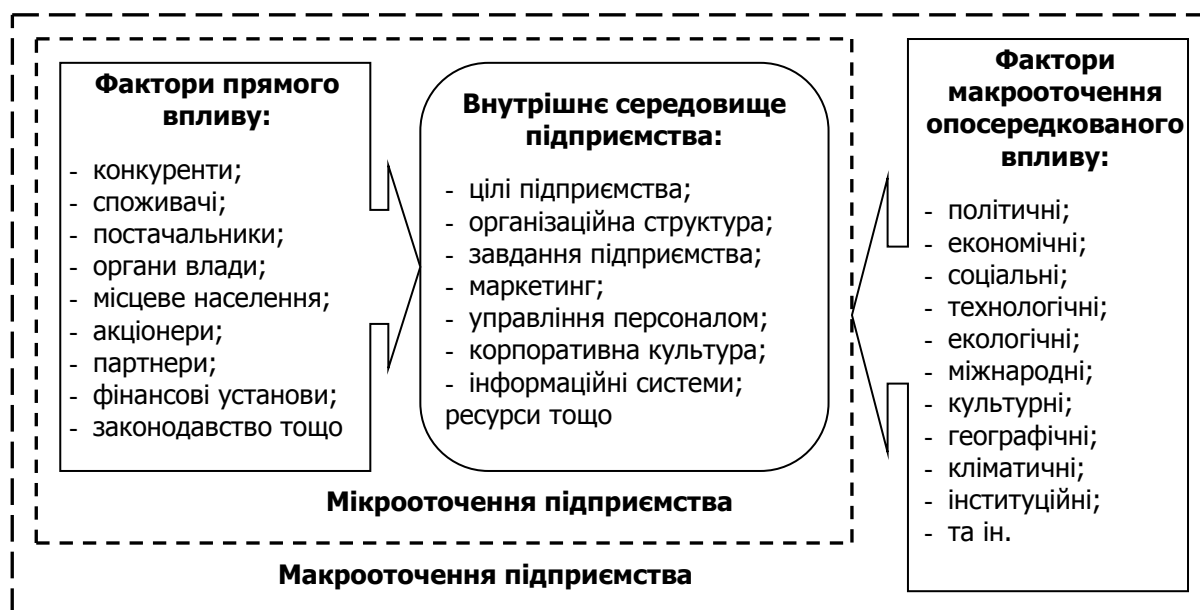 Фактори прямого
впливу:
- конкуренти;
- споживачі;
- постачальники;
- органи влади;
- місцеве населення;
- акціонери;
- партнери;
- фінансові установи;
- законодавство тощо
Внутрішнє середовище
підприємства:
- цілі підприємства;
- організаційна структура;
- завдання підприємства;
- маркетинг;
- управління персоналом;
- корпоративна культура;
- інформаційні системи;
ресурси тощо
Мікрооточення підприємства
Макрооточення підприємства
Фактори
макрооточення
опосередкованого
впливу:
- політичні;
- економічні;
- соціальні;
- технологічні;
- екологічні;
- міжнародні;
- культурні;
- географічні;
- кліматичні;
- інституційні;
- та ін.